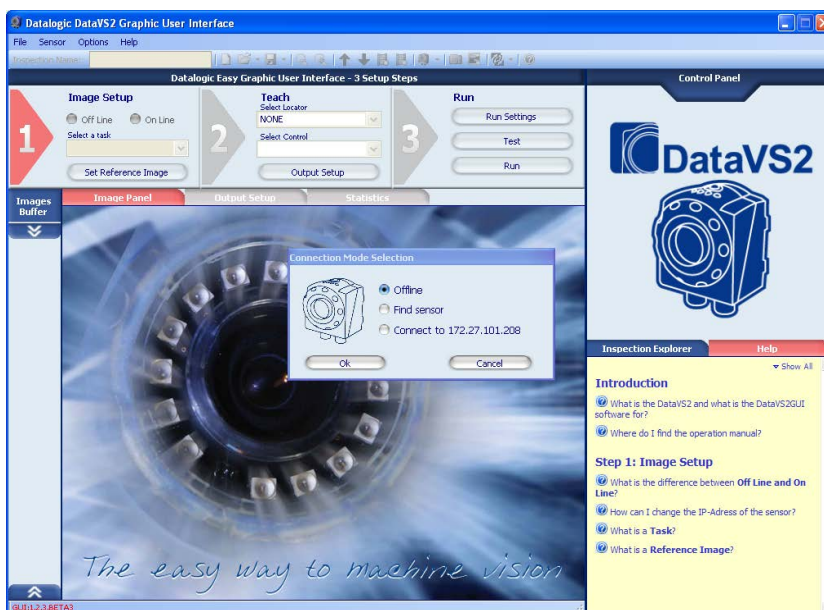 Datalogic DataVS2 Graphic User Interface
File Sensor Options Help
Inspection Name:
Datalogic Easy Graphic User Interface - 3 Setup Steps
Control Panel
1
Image Setup
Off Line On Line
Select a task
Set Reference Image
2
Teach
Select Locator
NONE
Select Control
Output Setup
3
Run
Run Settings
Test
Run
DataVS2
Images
Buffer
Image Panel Output Setup Statistics
Connection Mode Selection
Offline
Find sensor
Connect to 172.27.101.208
Ok Cancel
The easy way to machine vision
Inspection Explorer Help
Show All
Introduction
What is the DataVS2 and what is the DataVS2GUI
software for?
Where do I find the operation manual?
Step 1: Image Setup
What is the difference between Off Line and On
Line?
How can I change the IP-Adress of the sensor?
What is a Task?
What is a Reference Image?
GUI:1.2.3.BETA3